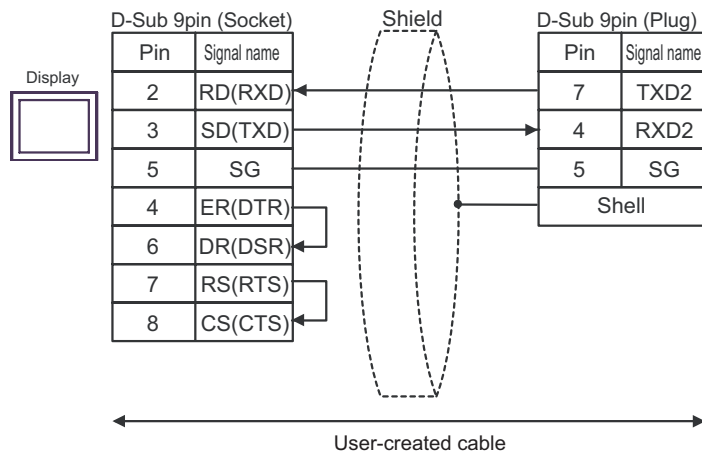 D-Sub 9pin (Socket) Shield D-Sub 9pin (Plug)
Pin Signal name Pin Signal name
Display
2 RD(RXD) 7 TXD2
3 SD(TXD) 4 RXD2
5 SG 5 SG
4 ER(DTR) Shell
6 DR(DSR)
7 RS(RTS)
8 CS(CTS)
User-created cable